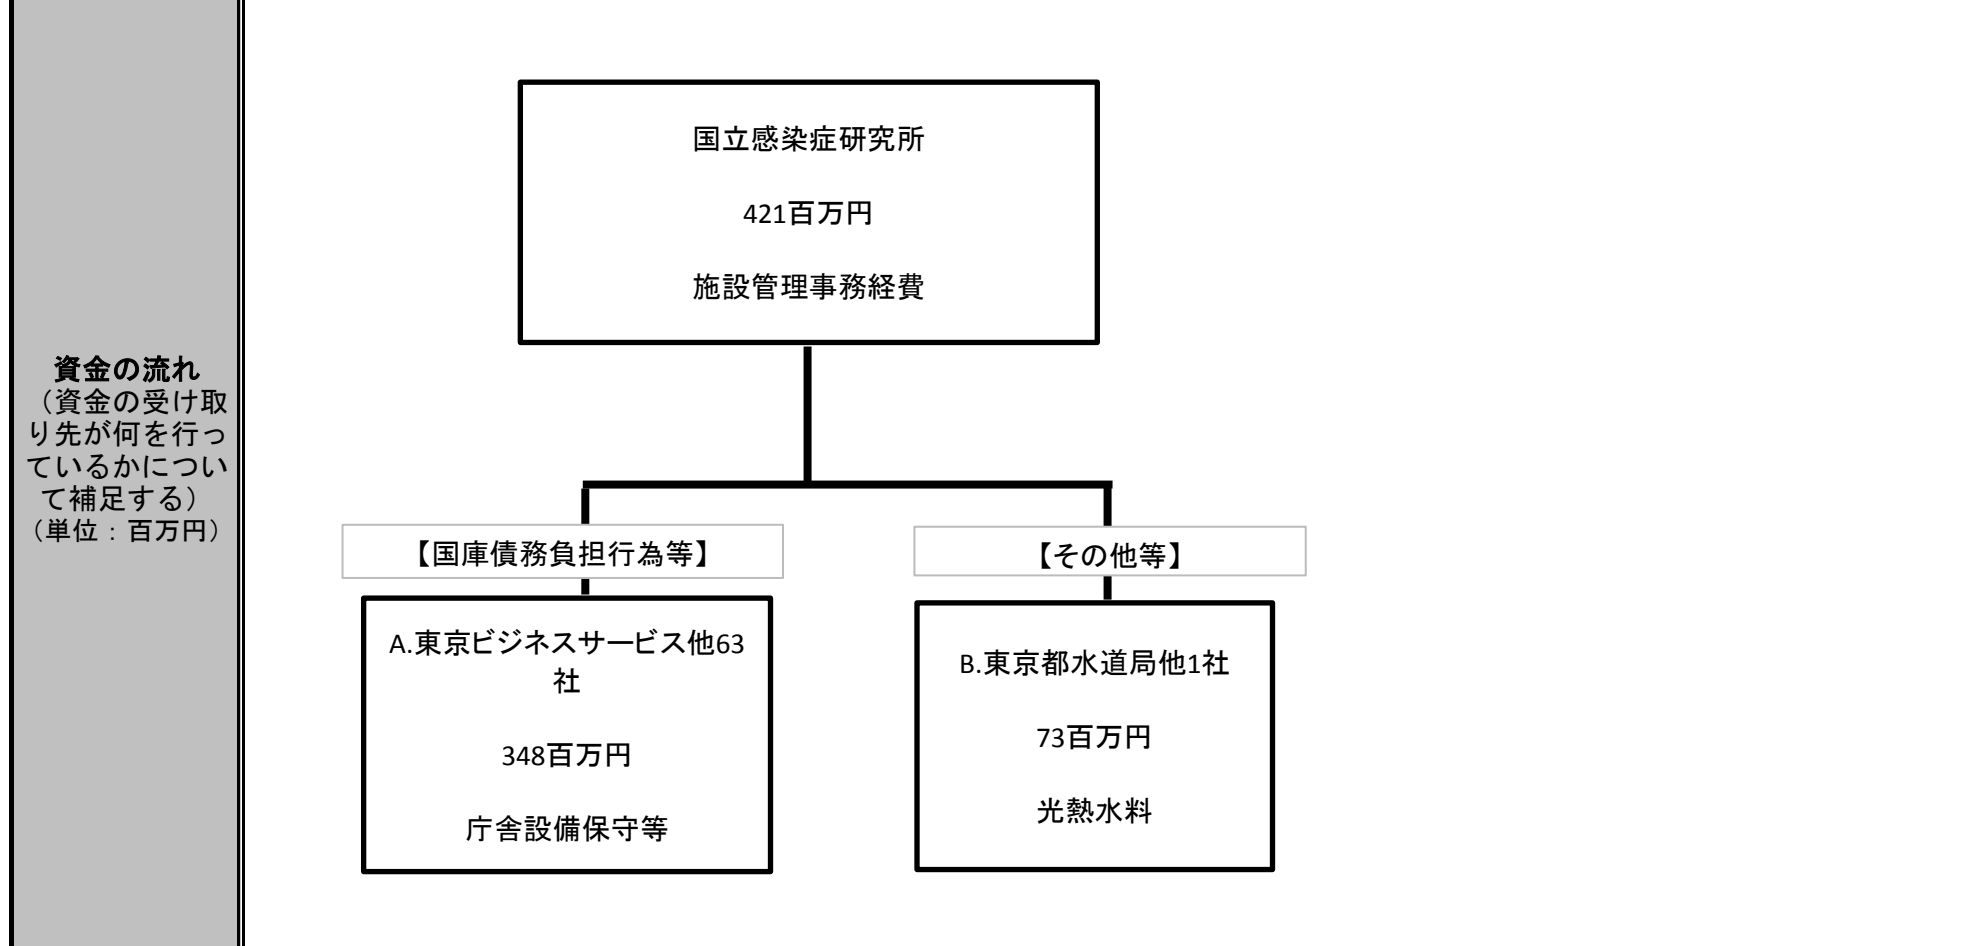 資金の流れ
（資金の受け取
り先が何を行っ
ているかについ
て補足する）
（単位：百万円）
国立感染症研究所
421百万円
施設管理事務経費
【国庫債務負担行為等】
【その他等】
A.東京ビジネスサービス他63
社
348百万円
庁舎設備保守等
B.東京都水道局他1社
73百万円
光熱水料